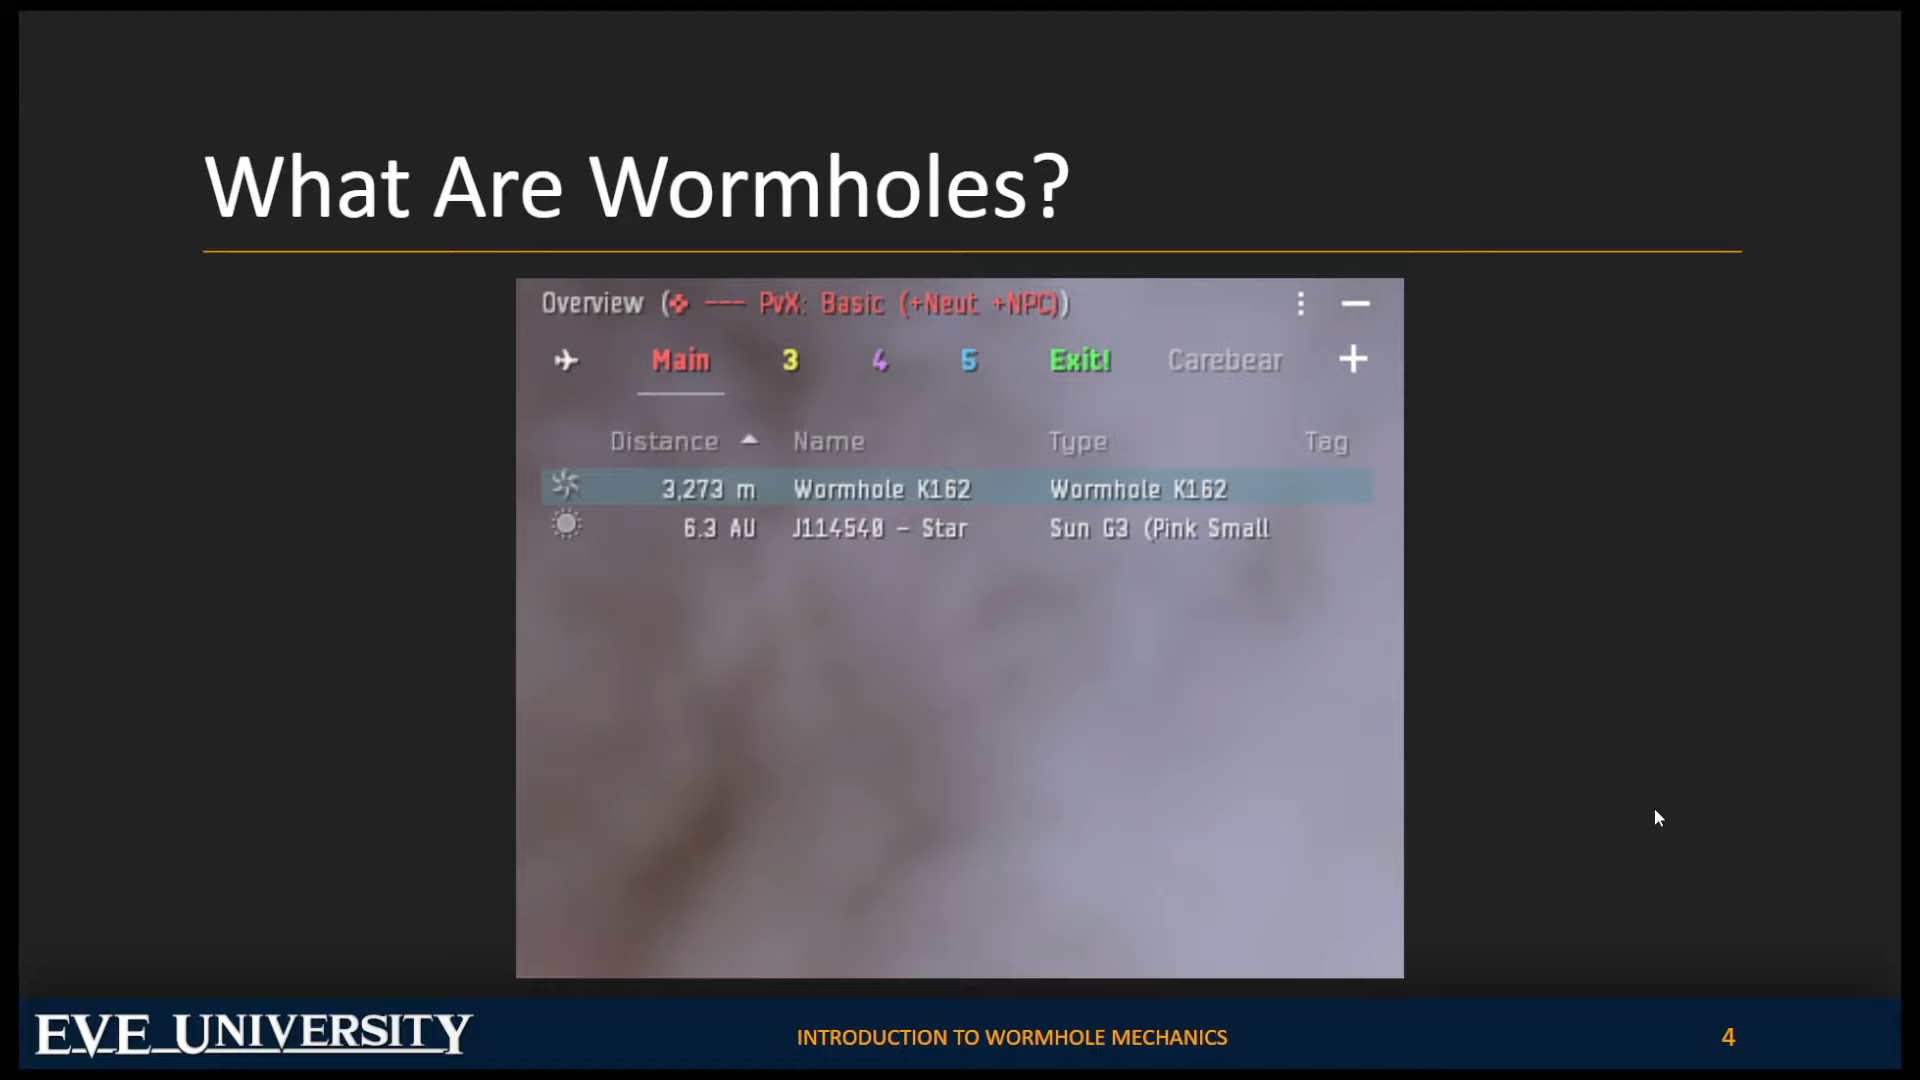 What Are Wormholes?
Overview (✥ --- PvX: Basic (+Neut +NPC))
Main 3 4 5 Exit! Carebear +
Distance Name Type Tag
3,273 m Wormhole K162 Wormhole K162
6.3 AU J114540 - Star Sun G3 (Pink Small
EVE UNIVERSITY INTRODUCTION TO WORMHOLE MECHANICS 4